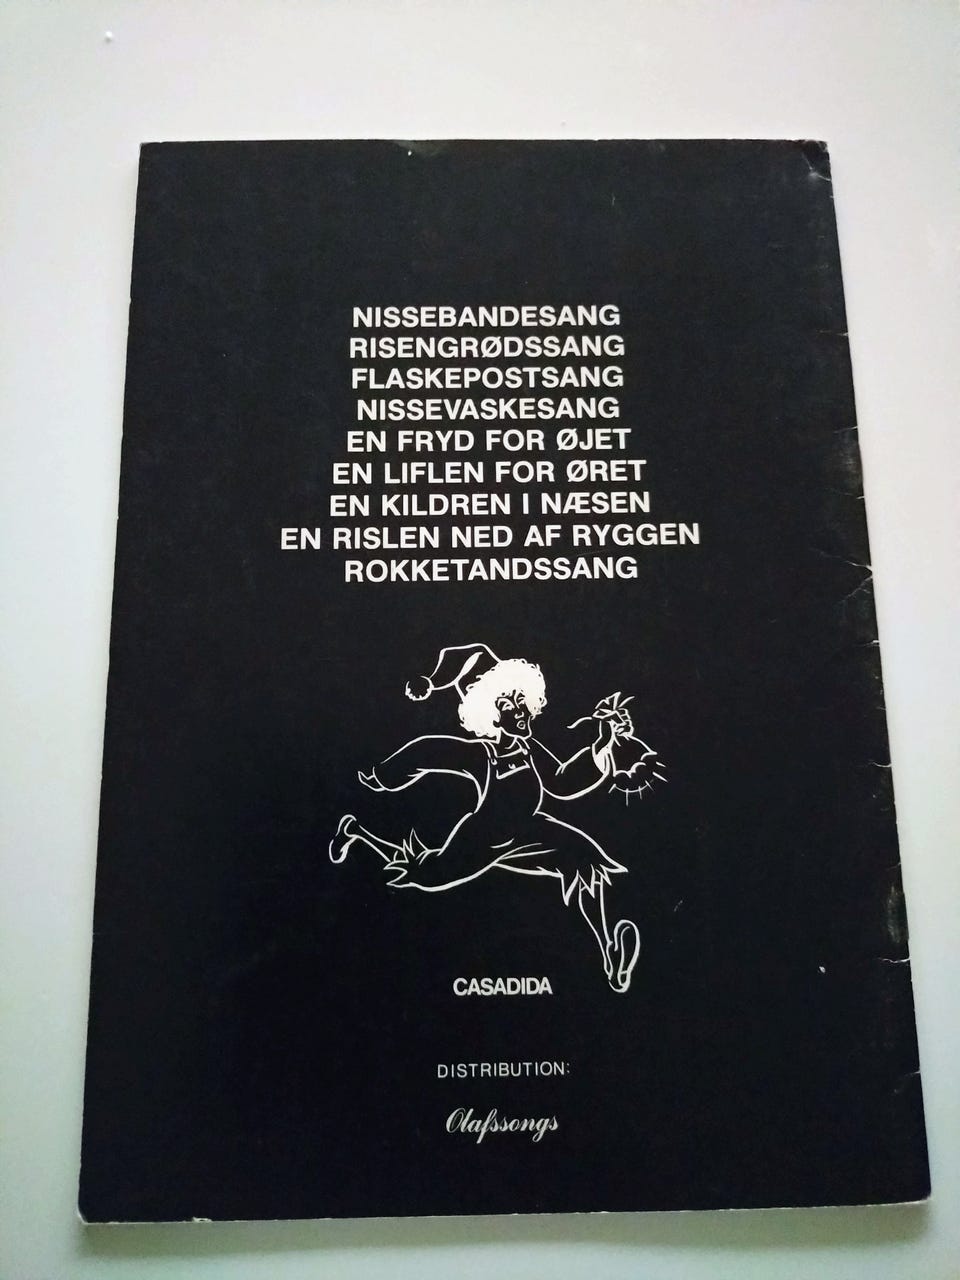 NISSEBANDESANG
RISENGRØDSSANG
FLASKEPOSTSANG
NISSEVASKESANG
EN FRYD FOR ØJET
EN LIFLEN FOR ØRET
EN KILDREN I NÆSEN
EN RISLEN NED AF RYGGEN
ROKKETANDSSANG
CASADIDA
DISTRIBUTION:
Olafssongs